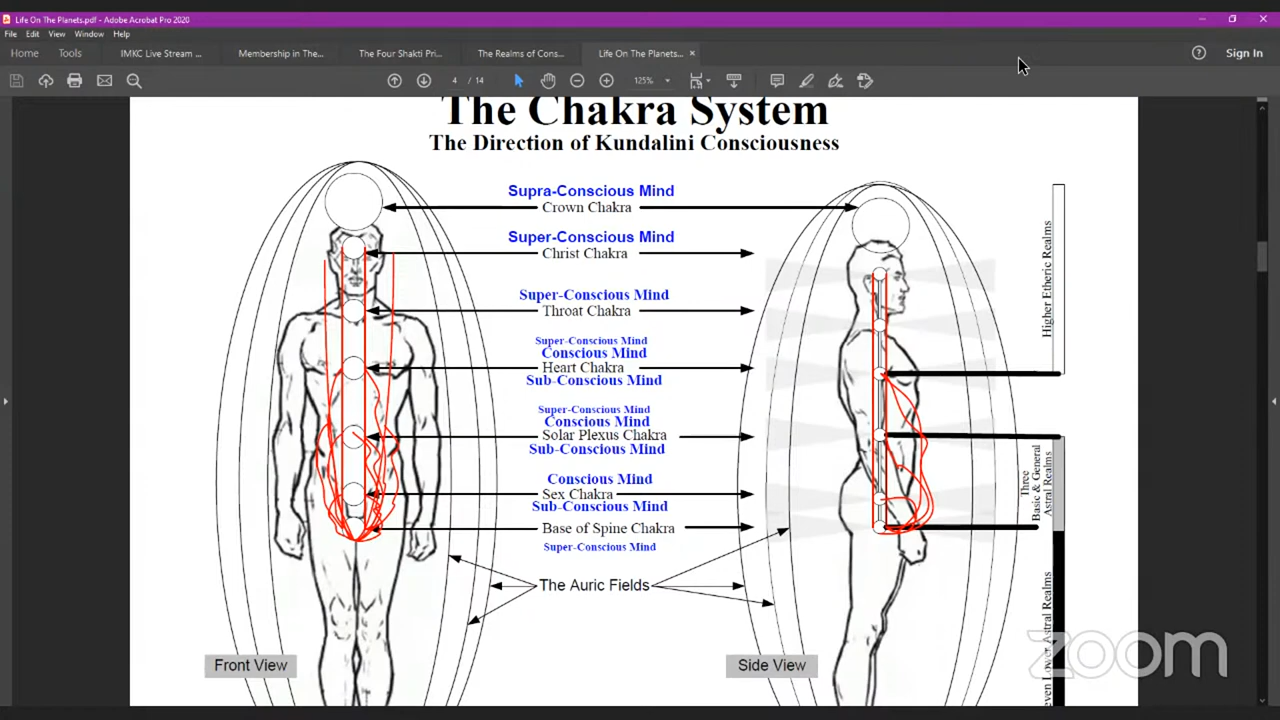 Life On The Planets.pdf - Adobe Acrobat Pro 2020
File Edit View Window Help
Home Tools IMKC Live Stream ... Membership in The... The Four Shakti Pri... The Realms of Cons... Life On The Planets... × Sign In
4 / 14 125%
The Chakra System
The Direction of Kundalini Consciousness
Supra-Conscious Mind
Crown Chakra
Super-Conscious Mind
Christ Chakra
Super-Conscious Mind
Throat Chakra
Super-Conscious Mind
Conscious Mind
Heart Chakra
Sub-Conscious Mind
Super-Conscious Mind
Conscious Mind
Solar Plexus Chakra
Sub-Conscious Mind
Conscious Mind
Sex Chakra
Sub-Conscious Mind
Base of Spine Chakra
Super-Conscious Mind
The Auric Fields
Front View
Side View
Higher Etheric Realms
Three
Basic & General
Astral Realms
even Lower Astral Realms
zoom